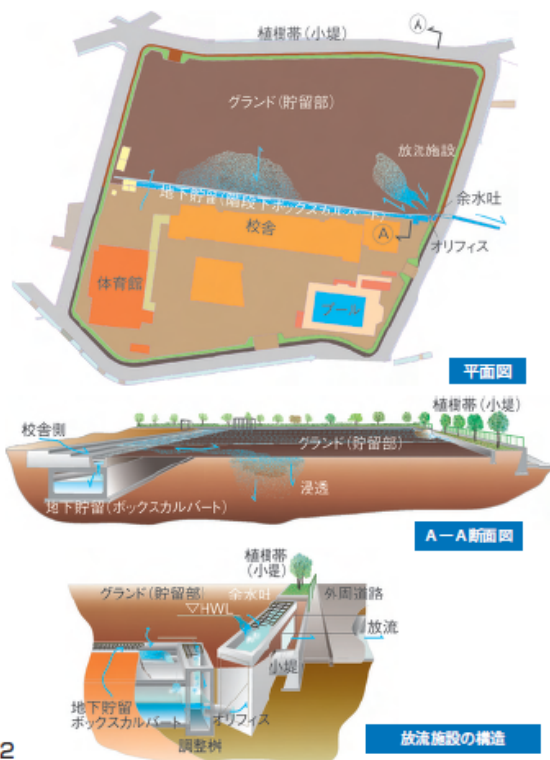 植樹帯(小堤)
A
グランド(貯留部)
放流施設
余水吐
地下貯留(階段下ボックスカルバート)
A
オリフィス
校舎
体育館
プール
平面図
植樹帯(小堤)
校舎側
グランド(貯留部)
浸透
地下貯留(ボックスカルバート)
A－A断面図
植樹帯
(小堤)
グランド(貯留部)
余水吐
外周道路
▽HWL
放流
小堤
地下貯留
ボックスカルバート
オリフィス
調整桝
放流施設の構造
2